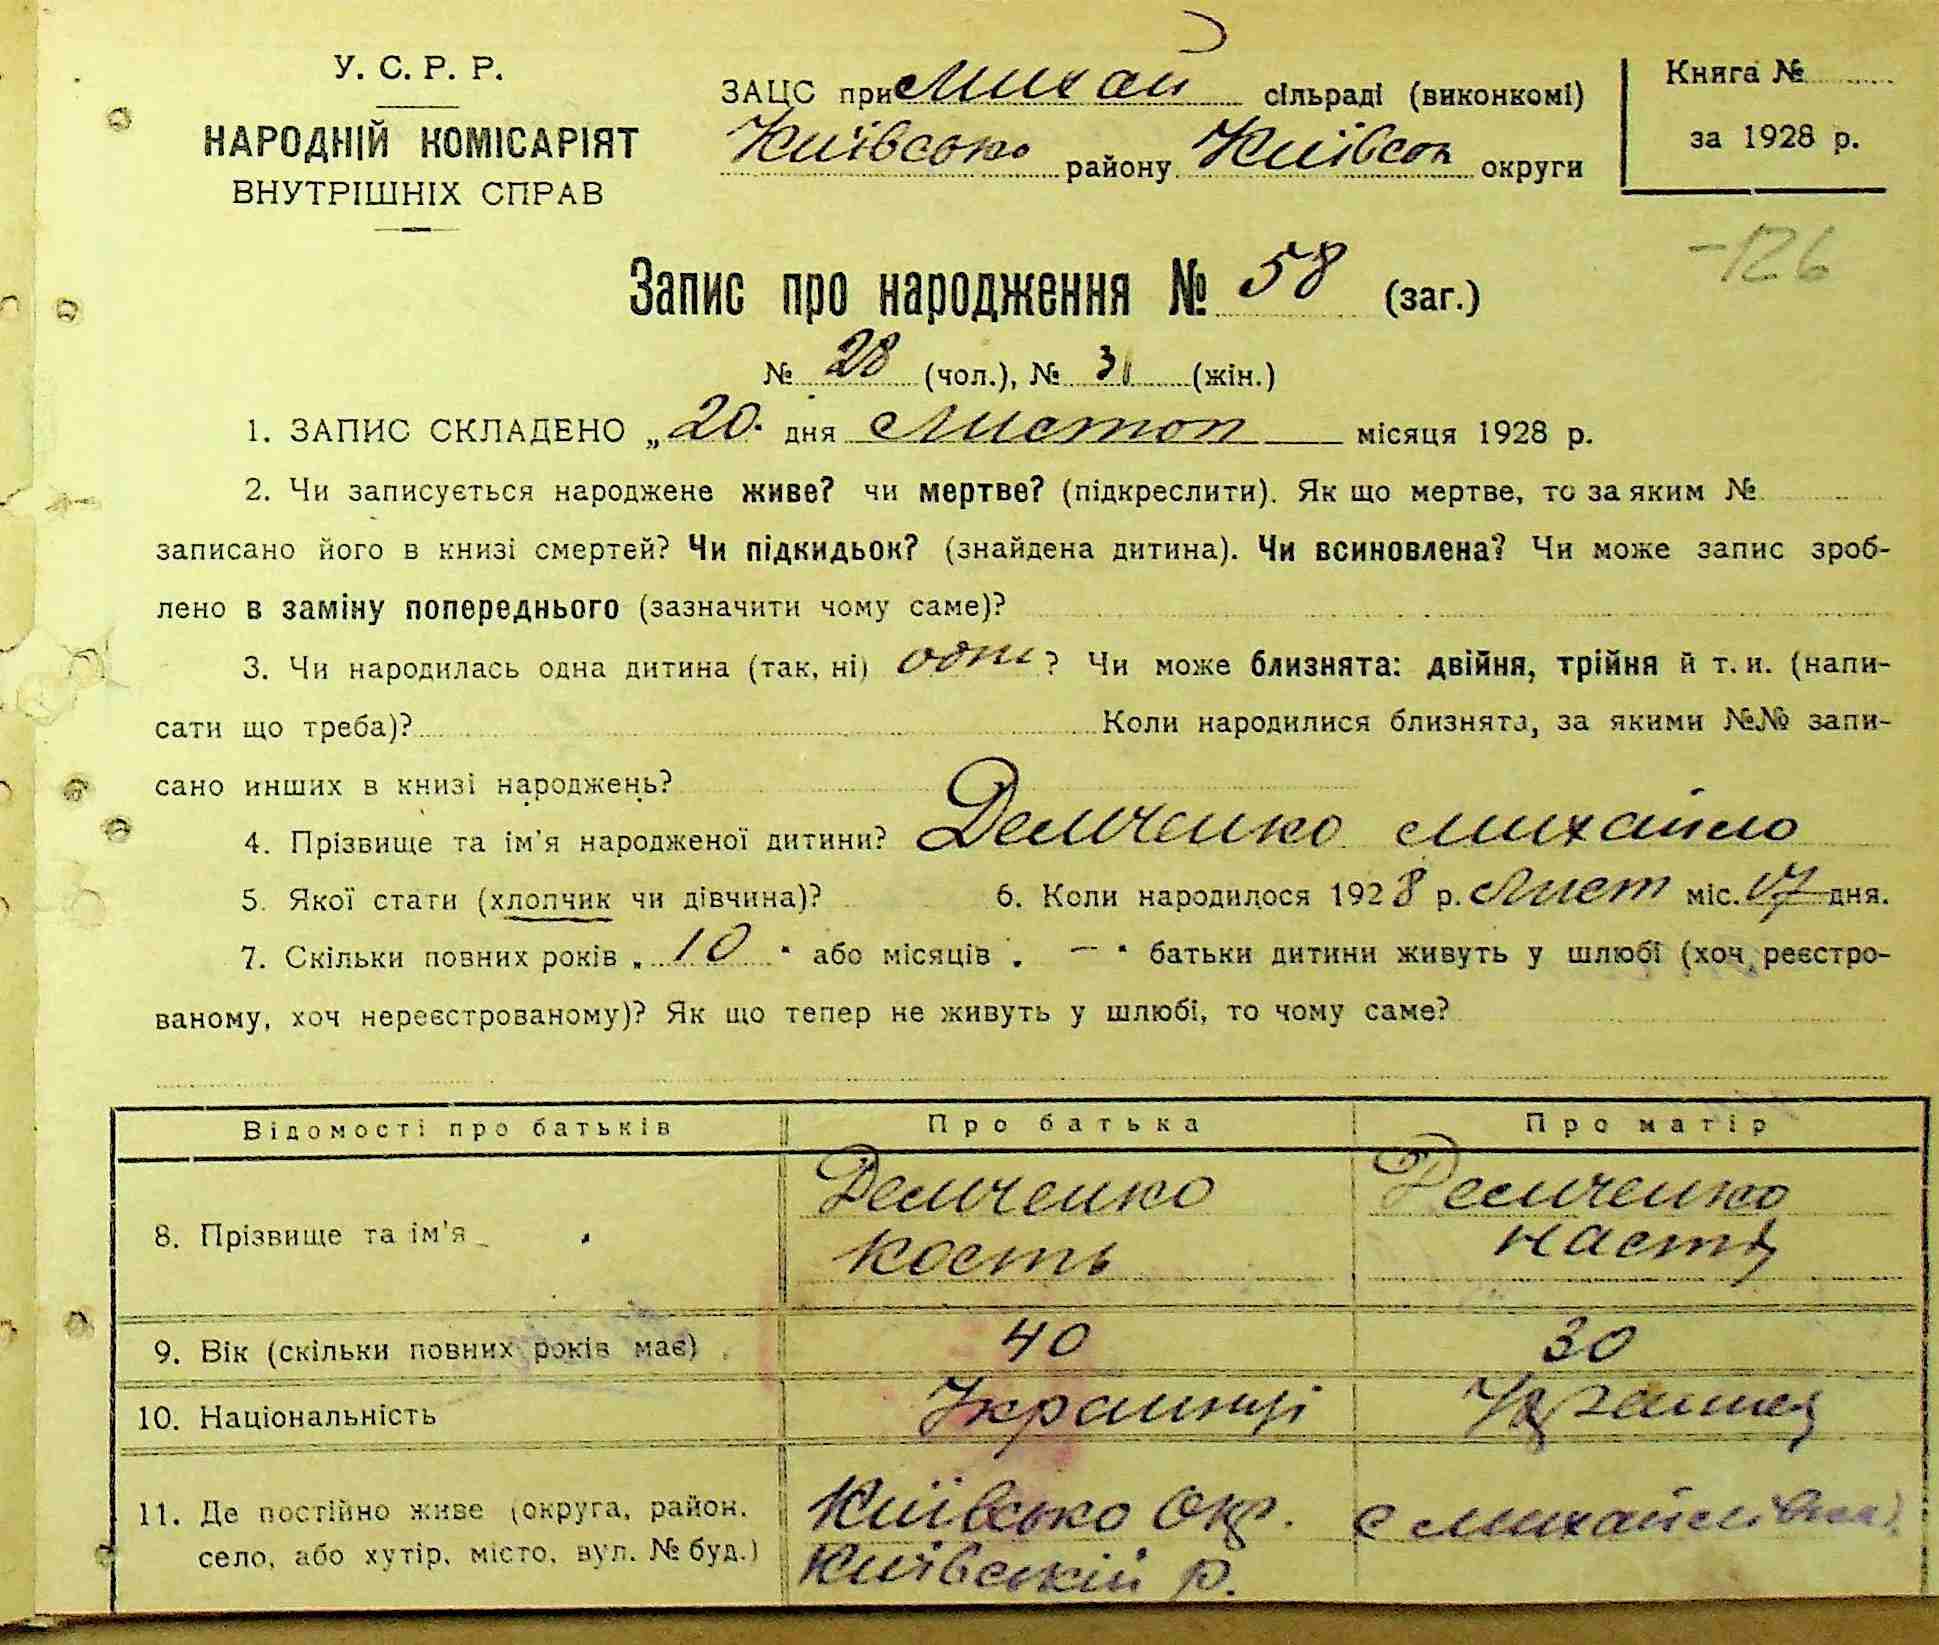 У. С. Р. Р.
НАРОДНІЙ КОМІСАРІЯТ
ВНУТРІШНІХ СПРАВ
ЗАЦС при Михай сільраді (виконкомі)
Київсько району Київсок округи
Княга №
за 1928 р.
-126
Запис про народження № 58 (заг.)
№ 28 (чол.), № 31 (жін.)
1. ЗАПИС СКЛАДЕНО „20. дня Листоп місяця 1928 р.
2. Чи записується народжене живе? чи мертве? (підкреслити). Як що мертве, то за яким №
записано його в книзі смертей? Чи підкидьок? (знайдена дитина). Чи всиновлена? Чи може запис зроб-
лено в заміну попереднього (зазначити чому саме)?
3. Чи народилась одна дитина (так, ні) одна? Чи може близнята: двійня, трійня й т. и. (напи-
сати що треба)? Коли народилися близнята, за якими №№ запи-
сано инших в книзі народжень?
4. Прізвище та ім'я народженої дитини? Демченко Михайло
5. Якої стати (хлопчик чи дівчина)? 6. Коли народилося 1928 р. Лист міс. 17 дня.
7. Скільки повних років „10" або місяців „—" батьки дитини живуть у шлюбі (хоч реєстро-
ваному, хоч нереєстрованому)? Як що тепер не живуть у шлюбі, то чому саме?
Відомості про батьків Про батька Про матір
8. Прізвище та ім'я Демченко Кость Демченко Настя
9. Вік (скільки повних років має) 40 30
10. Національність Украінці
11. Де постійно живе (округа, район, село, або хутір, місто, вул. № буд.) Київсько Окр. Київській р. с Михайлівка